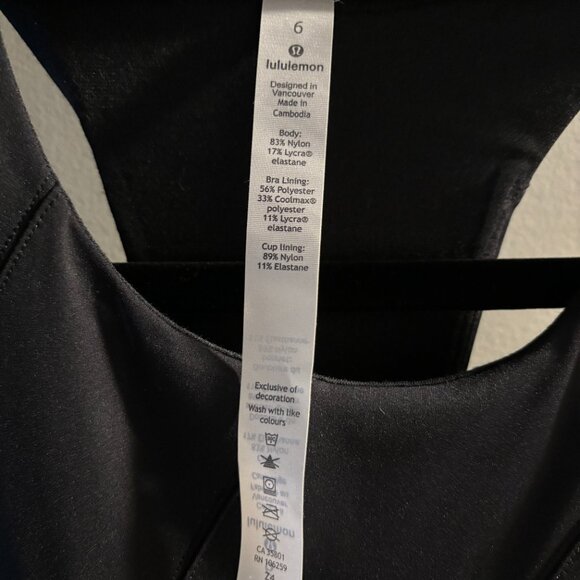 6
lululemon
Designed in
Vancouver
Made in
Cambodia
Body:
83% Nylon
17% Lycra®
elastane
Bra Lining:
56% Polyester
33% Coolmax®
polyester
11% Lycra®
elastane
Cup lining:
89% Nylon
11% Elastane
Exclusive of
decoration
Wash with like
colours
CA 35801
RN 106259